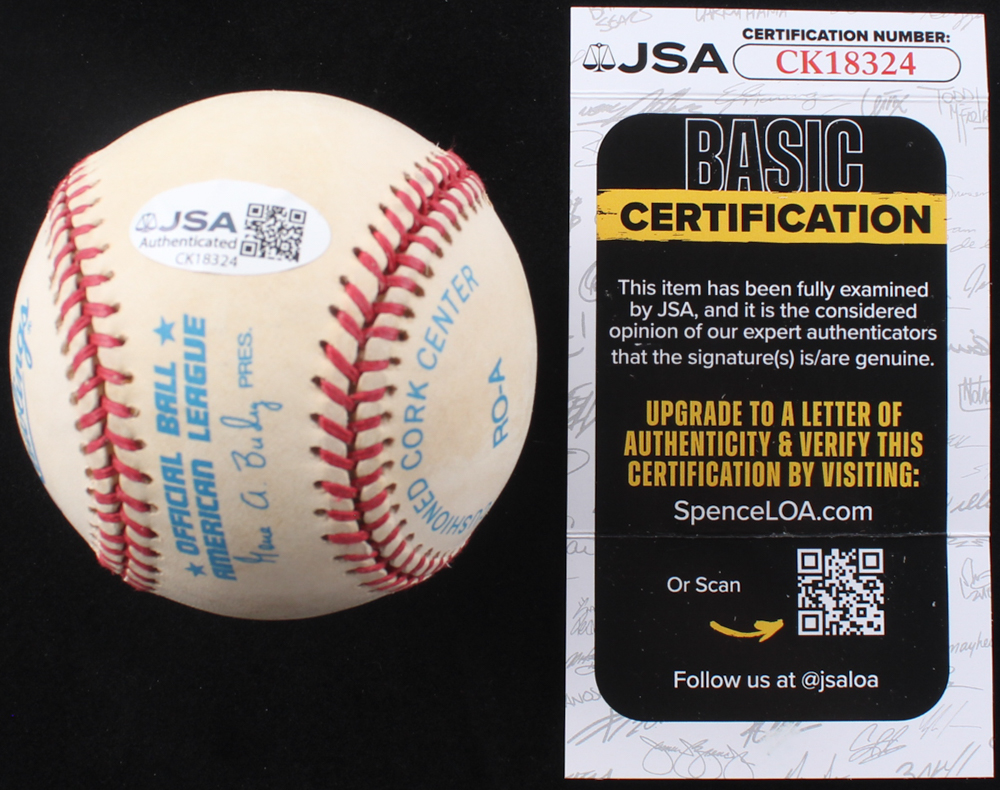 JSA
Authenticated
CK18324
★ OFFICIAL BALL ★
AMERICAN LEAGUE
PRES.
CUSHIONED CORK CENTER
RO-A
JSA
CERTIFICATION NUMBER:
CK18324
BASIC
CERTIFICATION
This item has been fully examined
by JSA, and it is the considered
opinion of our expert authenticators
that the signature(s) is/are genuine.
UPGRADE TO A LETTER OF
AUTHENTICITY & VERIFY THIS
CERTIFICATION BY VISITING:
SpenceLOA.com
Or Scan
Follow us at @jsaloa